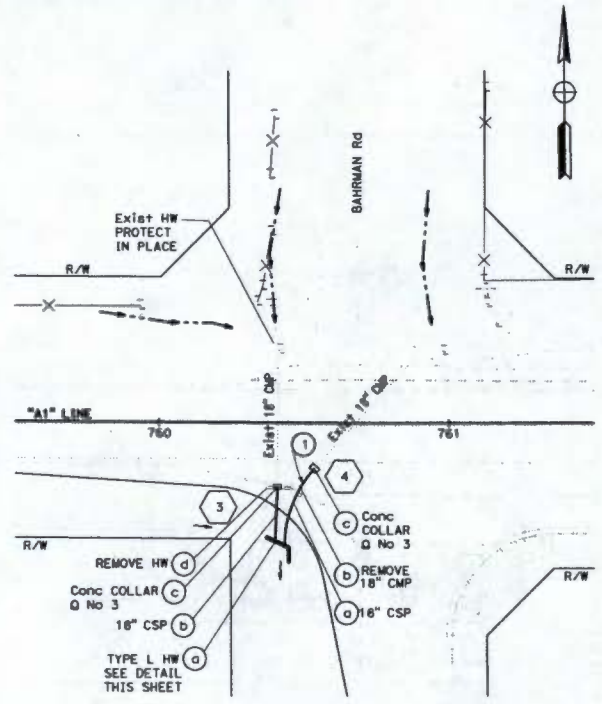 BAHRMAN Rd
Exist HW
PROTECT
IN PLACE
R/W
R/W
Exist 18" CMP
Exist 18" CMP
"A1" LINE
760
761
1
3
4
R/W
R/W
c Conc
COLLAR
Ω No 3
b REMOVE
18" CMP
a 18" CSP
REMOVE HW d
Conc COLLAR c
Ω No 3
18" CSP b
TYPE L HW a
SEE DETAIL
THIS SHEET